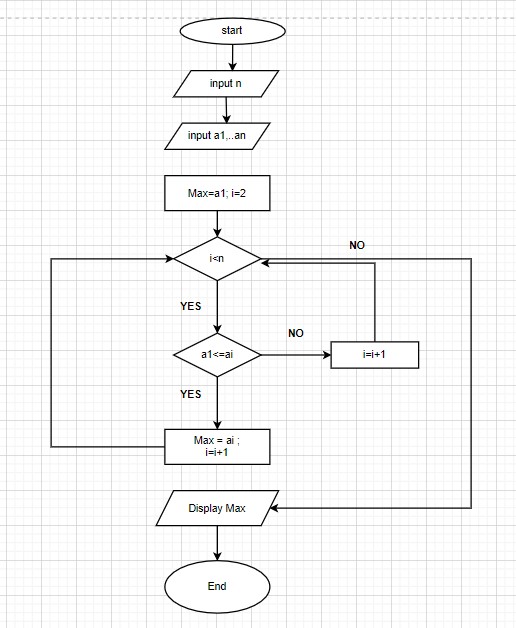 start
input n
input a1,..an
Max=a1; i=2
NO
i<n
YES
NO
a1<=ai
i=i+1
YES
Max = ai ;
i=i+1
Display Max
End